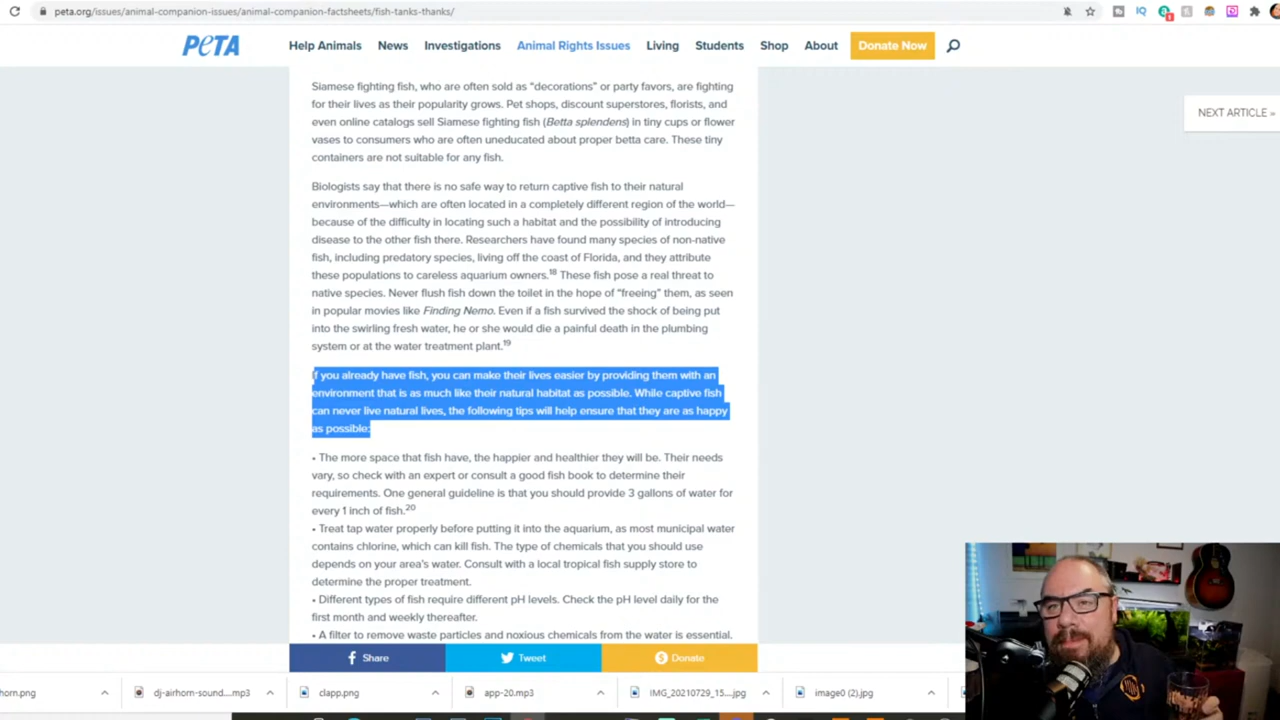 peta.org/issues/animal-companion-issues/animal-companion-factsheets/fish-tanks-thanks/
PETA
Help Animals News Investigations Animal Rights Issues Living Students Shop About Donate Now
Siamese fighting fish, who are often sold as “decorations” or party favors, are fighting
for their lives as their popularity grows. Pet shops, discount superstores, florists, and
even online catalogs sell Siamese fighting fish (Betta splendens) in tiny cups or flower
vases to consumers who are often uneducated about proper betta care. These tiny
containers are not suitable for any fish.
NEXT ARTICLE »
Biologists say that there is no safe way to return captive fish to their natural
environments—which are often located in a completely different region of the world—
because of the difficulty in locating such a habitat and the possibility of introducing
disease to the other fish there. Researchers have found many species of non-native
fish, including predatory species, living off the coast of Florida, and they attribute
these populations to careless aquarium owners.18 These fish pose a real threat to
native species. Never flush fish down the toilet in the hope of “freeing” them, as seen
in popular movies like Finding Nemo. Even if a fish survived the shock of being put
into the swirling fresh water, he or she would die a painful death in the plumbing
system or at the water treatment plant.19
If you already have fish, you can make their lives easier by providing them with an
environment that is as much like their natural habitat as possible. While captive fish
can never live natural lives, the following tips will help ensure that they are as happy
as possible:
• The more space that fish have, the happier and healthier they will be. Their needs
vary, so check with an expert or consult a good fish book to determine their
requirements. One general guideline is that you should provide 3 gallons of water for
every 1 inch of fish.20
• Treat tap water properly before putting it into the aquarium, as most municipal water
contains chlorine, which can kill fish. The type of chemicals that you should use
depends on your area’s water. Consult with a local tropical fish supply store to
determine the proper treatment.
• Different types of fish require different pH levels. Check the pH level daily for the
first month and weekly thereafter.
• A filter to remove waste particles and noxious chemicals from the water is essential.
Share Tweet Donate
horn.png dj-airhorn-sound....mp3 clapp.png app-20.mp3 IMG_20210729_15....jpg image0 (2).jpg